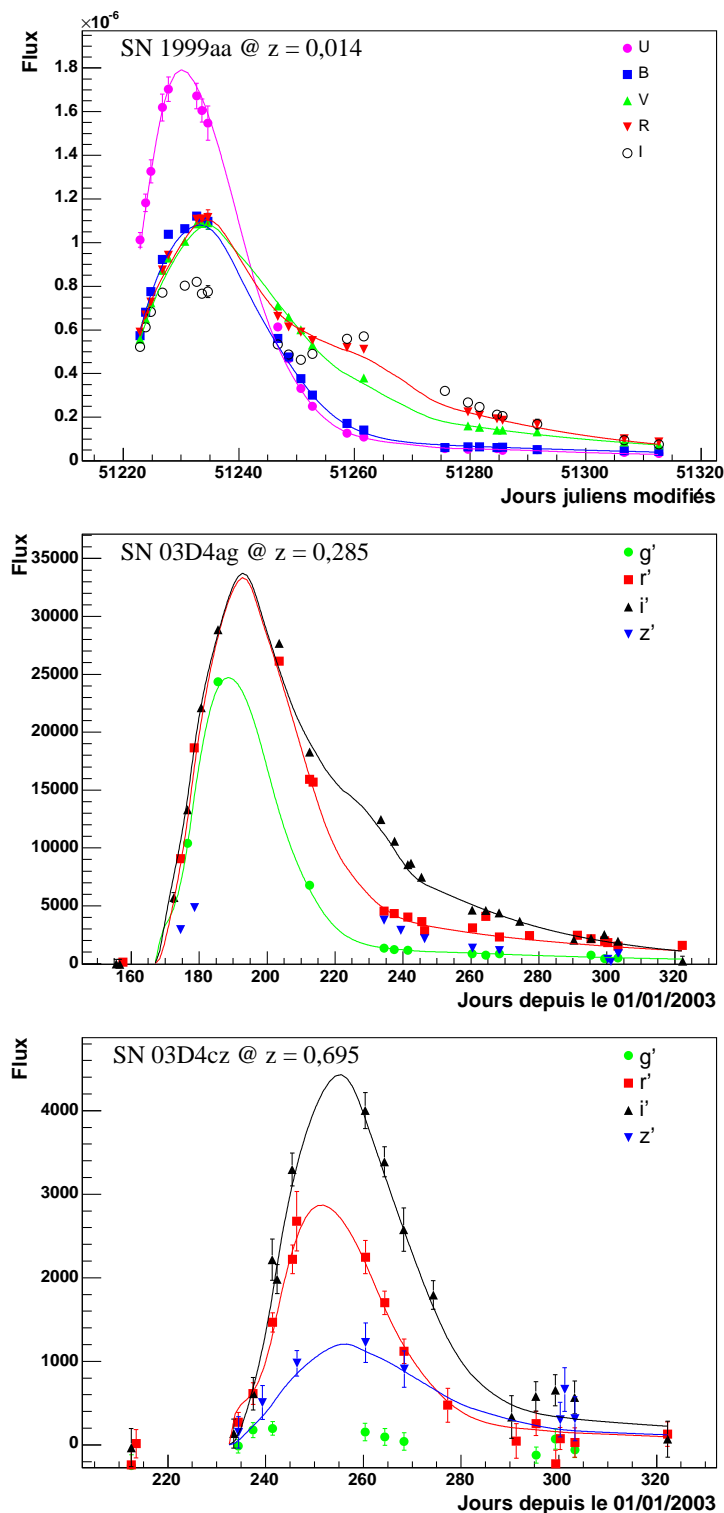 ×10⁻⁶
Flux
SN 1999aa @ z = 0,014
U
B
V
R
I
1.8
1.6
1.4
1.2
1
0.8
0.6
0.4
0.2
0
51220 51240 51260 51280 51300 51320
Jours juliens modifiés
Flux
SN 03D4ag @ z = 0,285
g’
r’
i’
z’
35000
30000
25000
20000
15000
10000
5000
0
160 180 200 220 240 260 280 300 320
Jours depuis le 01/01/2003
Flux
SN 03D4cz @ z = 0,695
g’
r’
i’
z’
4000
3000
2000
1000
0
220 240 260 280 300 320
Jours depuis le 01/01/2003